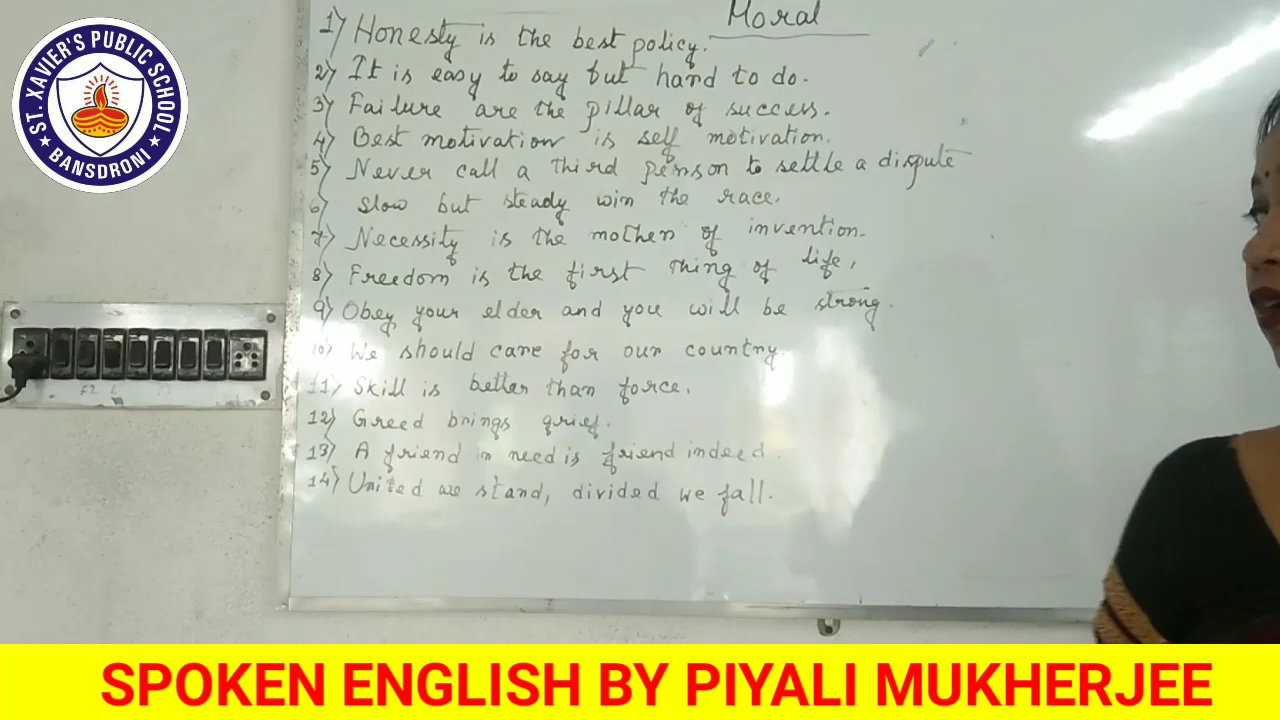 ST. XAVIER'S PUBLIC SCHOOL
BANSDRONI
Moral
1) Honesty is the best policy.
2) It is easy to say but hard to do.
3) Failure are the pillar of success.
4) Best motivation is self motivation.
5) Never call a third person to settle a dispute
6) slow but steady win the race.
7) Necessity is the mother of invention.
8) Freedom is the first thing of life,
9) Obey your elder and you will be strong.
10) We should care for our country.
11) Skill is better than force.
12) Greed brings grief.
13) A friend in need is friend indeed.
14) United we stand, divided we fall.
SPOKEN ENGLISH BY PIYALI MUKHERJEE